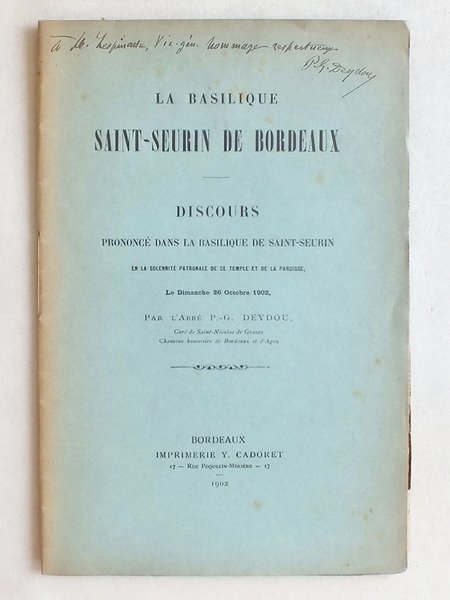 à M. Lespinasse, Vic. gén. hommage respectueux
P.G. Deydou
LA BASILIQUE
SAINT-SEURIN DE BORDEAUX
DISCOURS
PRONONCÉ DANS LA BASILIQUE DE SAINT-SEURIN
EN LA SOLENNITÉ PATRONALE DE CE TEMPLE ET DE LA PAROISSE,
Le Dimanche 26 Octobre 1902,
PAR L'ABBÉ P.-G. DEYDOU,
Curé de Saint-Nicolas de Graves
Chanoine honoraire de Bordeaux et d'Agen
BORDEAUX
IMPRIMERIE Y. CADORET
17 — RUE POQUELIN-MOLIÈRE — 17
1902